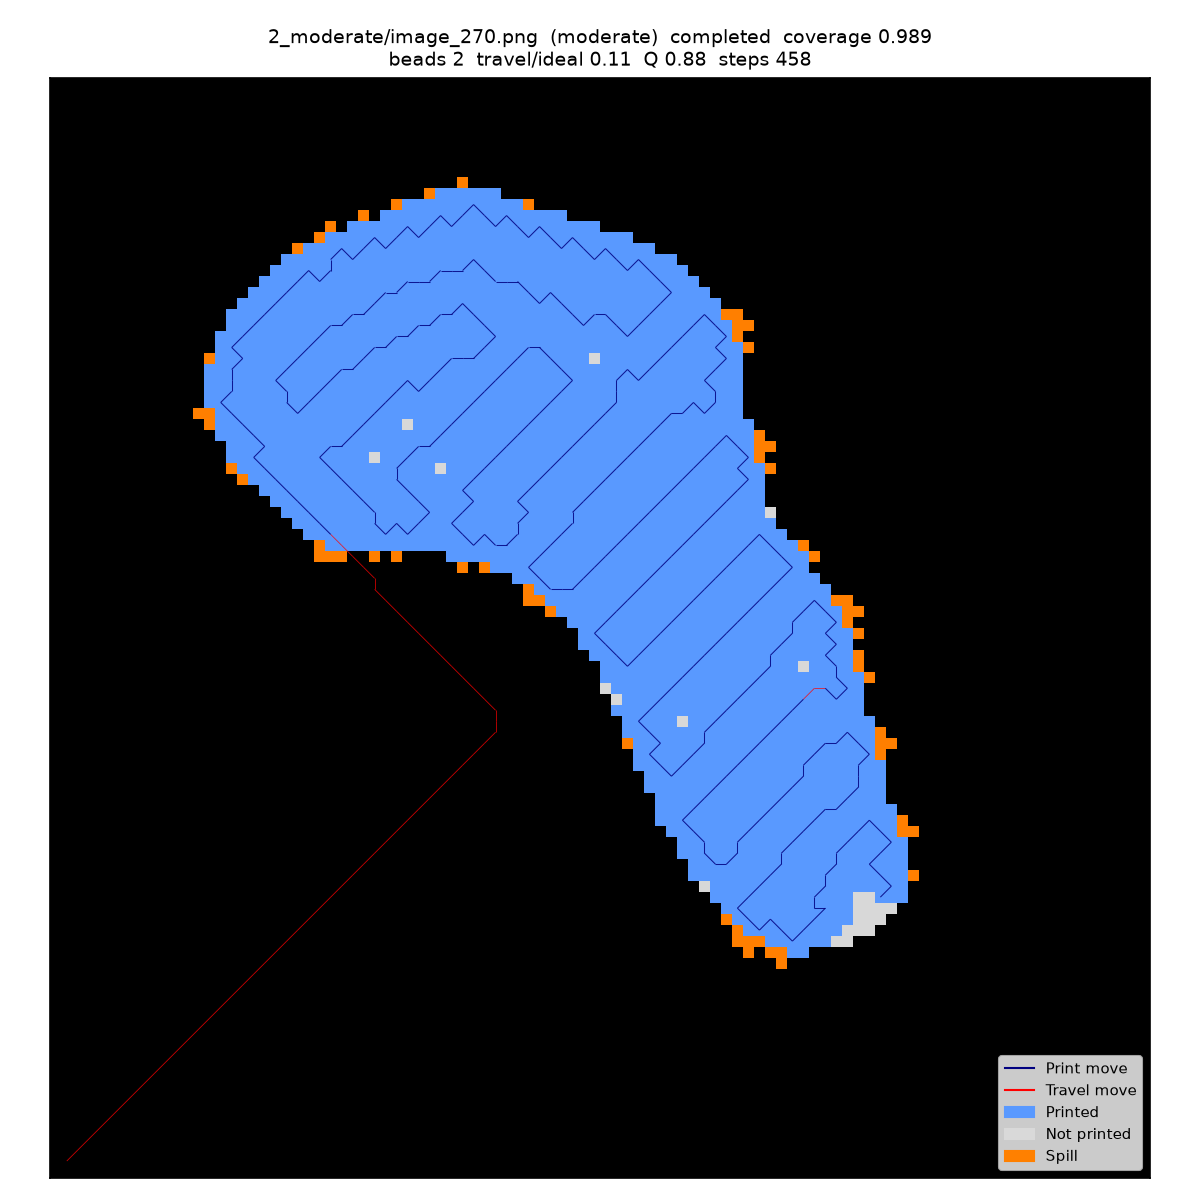 2_moderate/image_270.png  (moderate)  completed  coverage 0.989
beads 2  travel/ideal 0.11  Q 0.88  steps 458
Print move
Travel move
Printed
Not printed
Spill